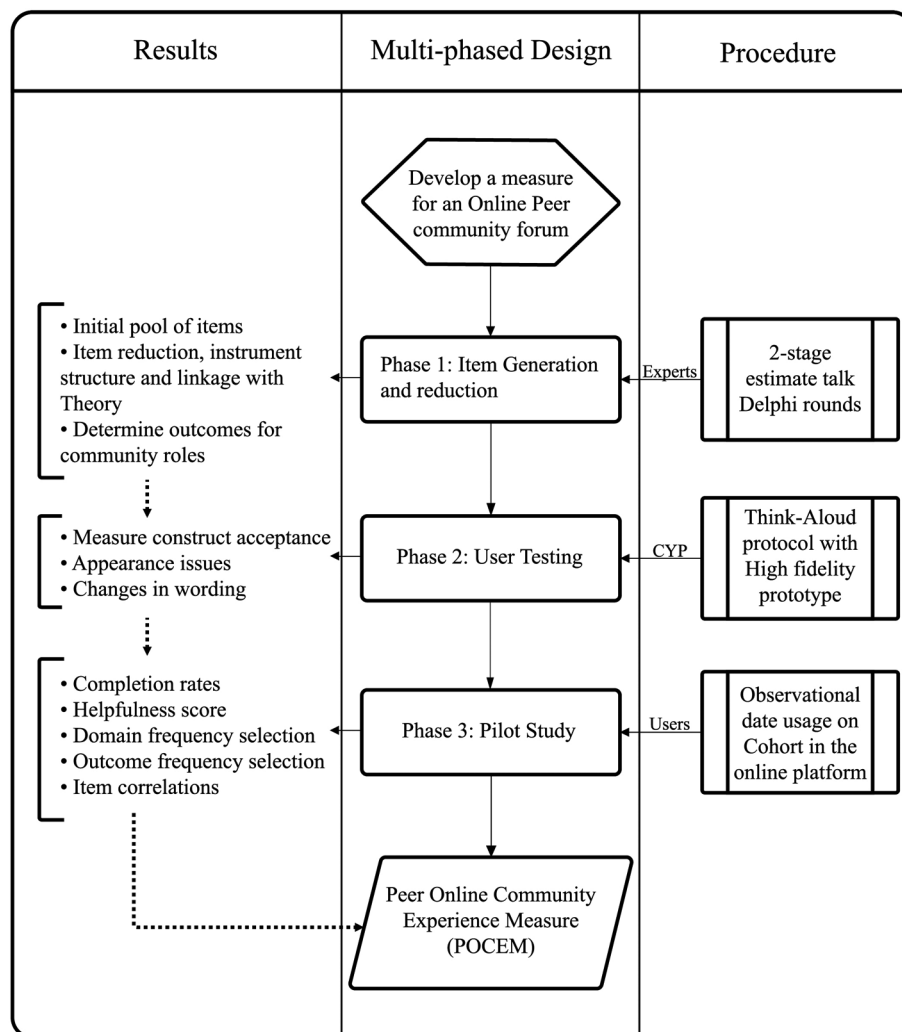 Results
Multi-phased Design
Procedure
Develop a measure
for an Online Peer
community forum
• Initial pool of items
• Item reduction, instrument
structure and linkage with
Theory
• Determine outcomes for
community roles
Phase 1: Item Generation
and reduction
Experts
2-stage
estimate talk
Delphi rounds
• Measure construct acceptance
• Appearance issues
• Changes in wording
Phase 2: User Testing
CYP
Think-Aloud
protocol with
High fidelity
prototype
• Completion rates
• Helpfulness score
• Domain frequency selection
• Outcome frequency selection
• Item correlations
Phase 3: Pilot Study
Users
Observational
date usage on
Cohort in the
online platform
Peer Online Community
Experience Measure
(POCEM)